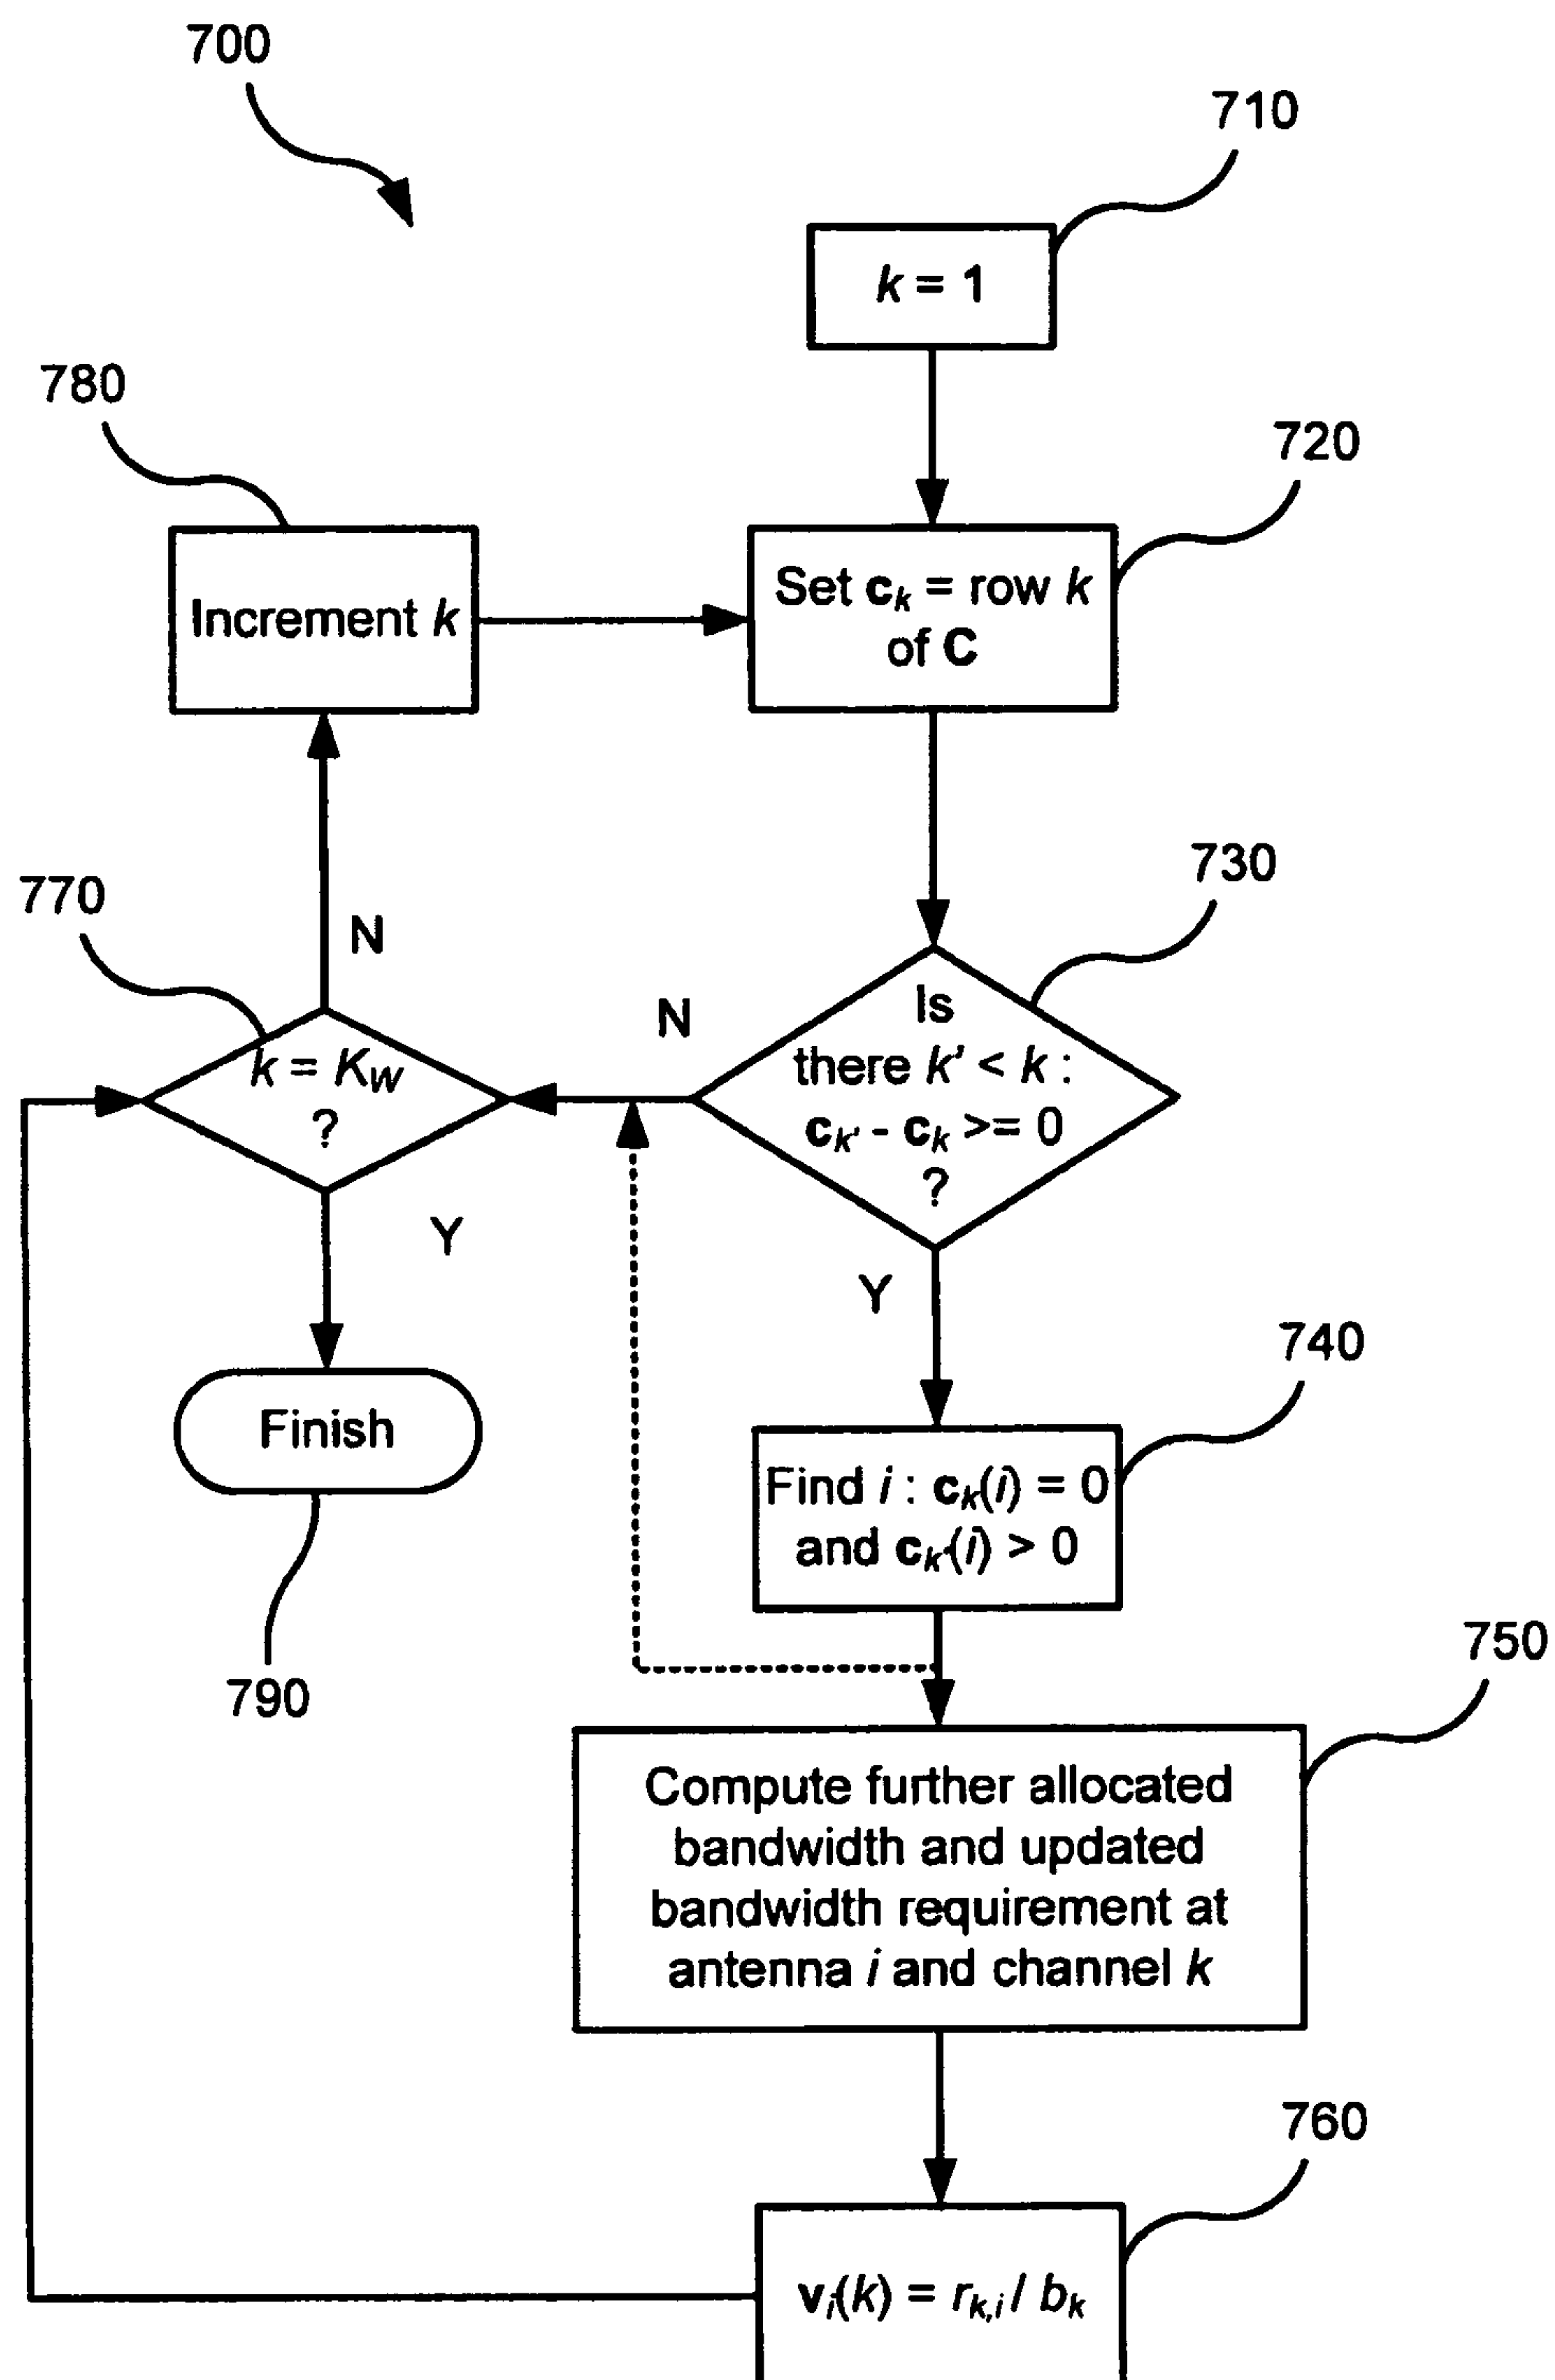 700
710
k = 1
780
720
Increment k
Set cₖ = row k
of C
770
N
730
k = K_W
?
N
Is
there k' < k :
cₖ' - cₖ >= 0
?
Y
Y
740
Finish
Find i : cₖ(i) = 0
and cₖ'(i) > 0
790
750
Compute further allocated
bandwidth and updated
bandwidth requirement at
antenna i and channel k
760
vᵢ(k) = rₖ,ᵢ / bₖ